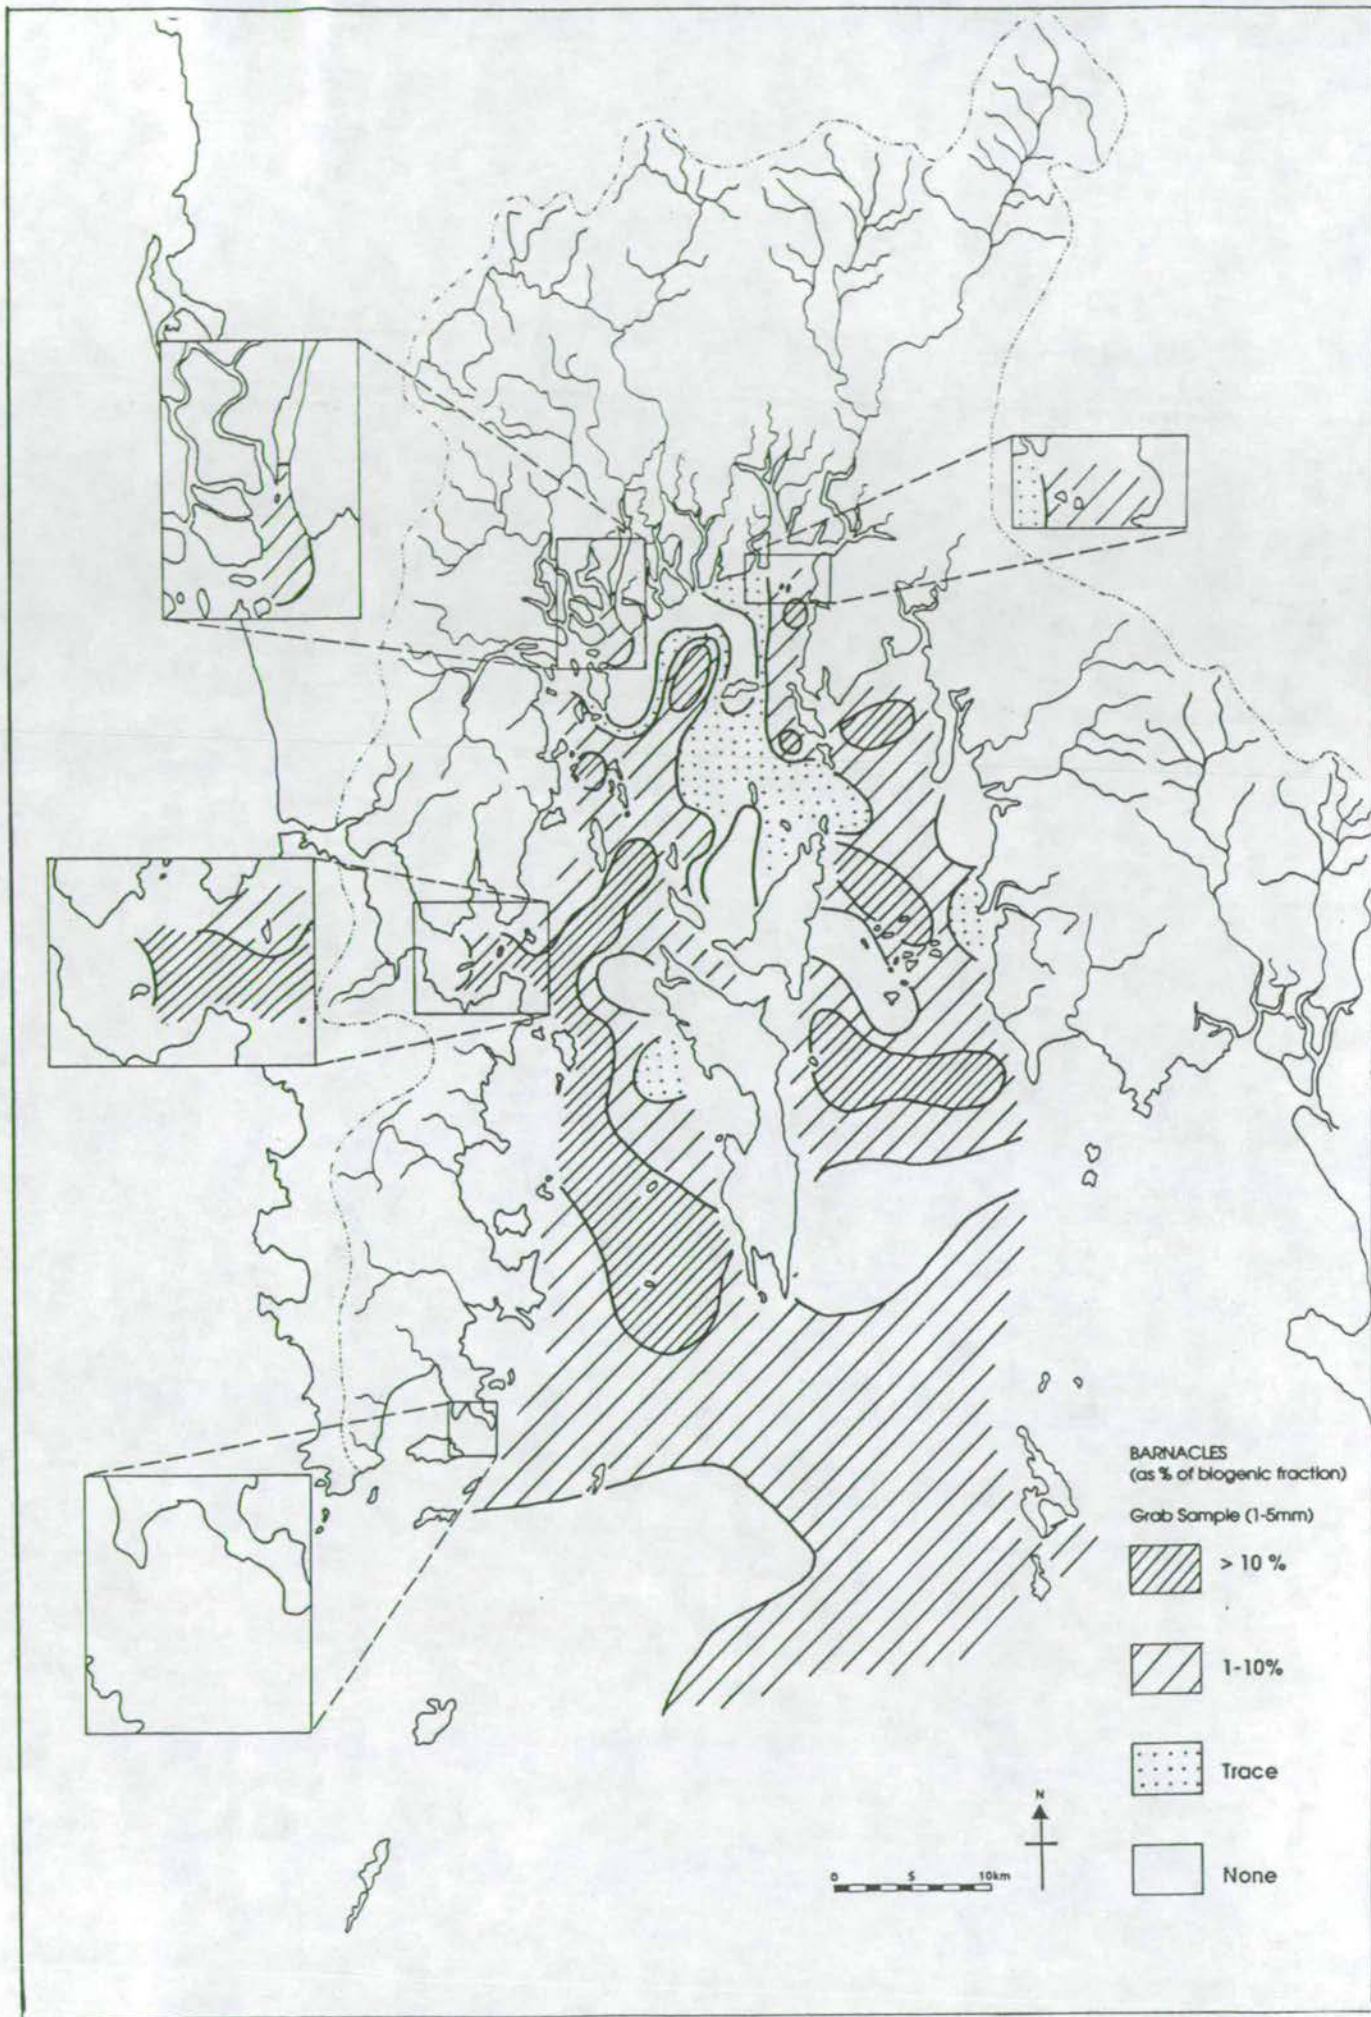 BARNACLES
(as % of biogenic fraction)
Grab Sample (1-5mm)
> 10 %
1-10%
Trace
None
N
0 5 10km